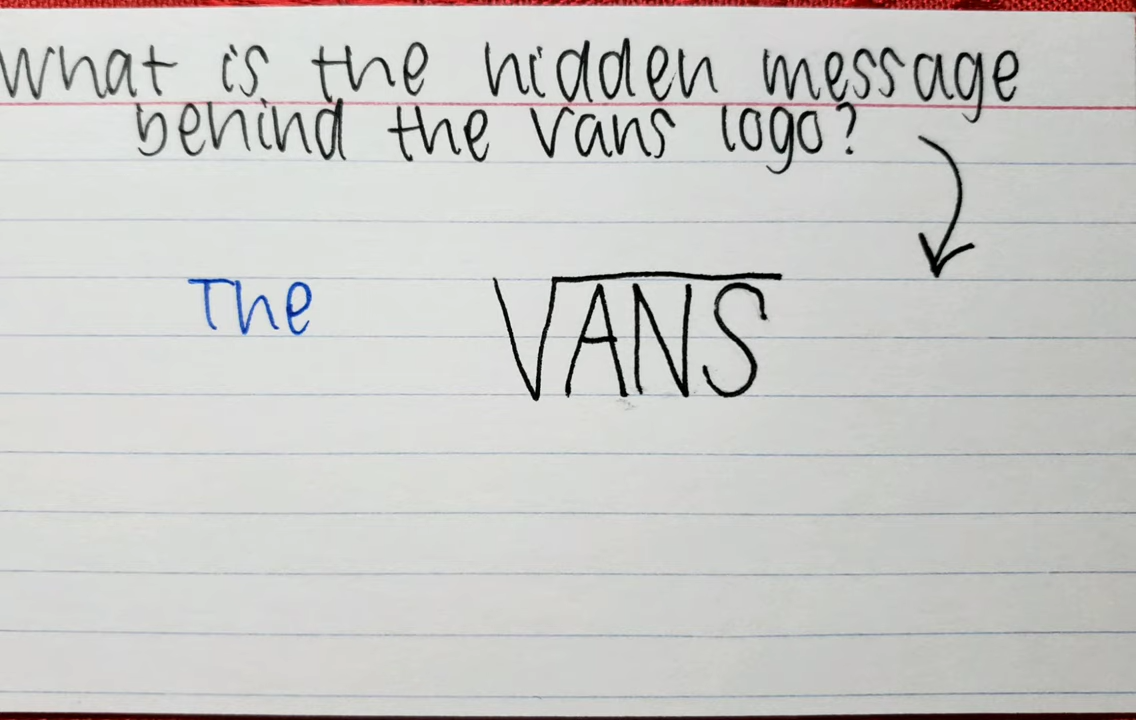 What is the hidden message
behind the Vans logo?
The VANS